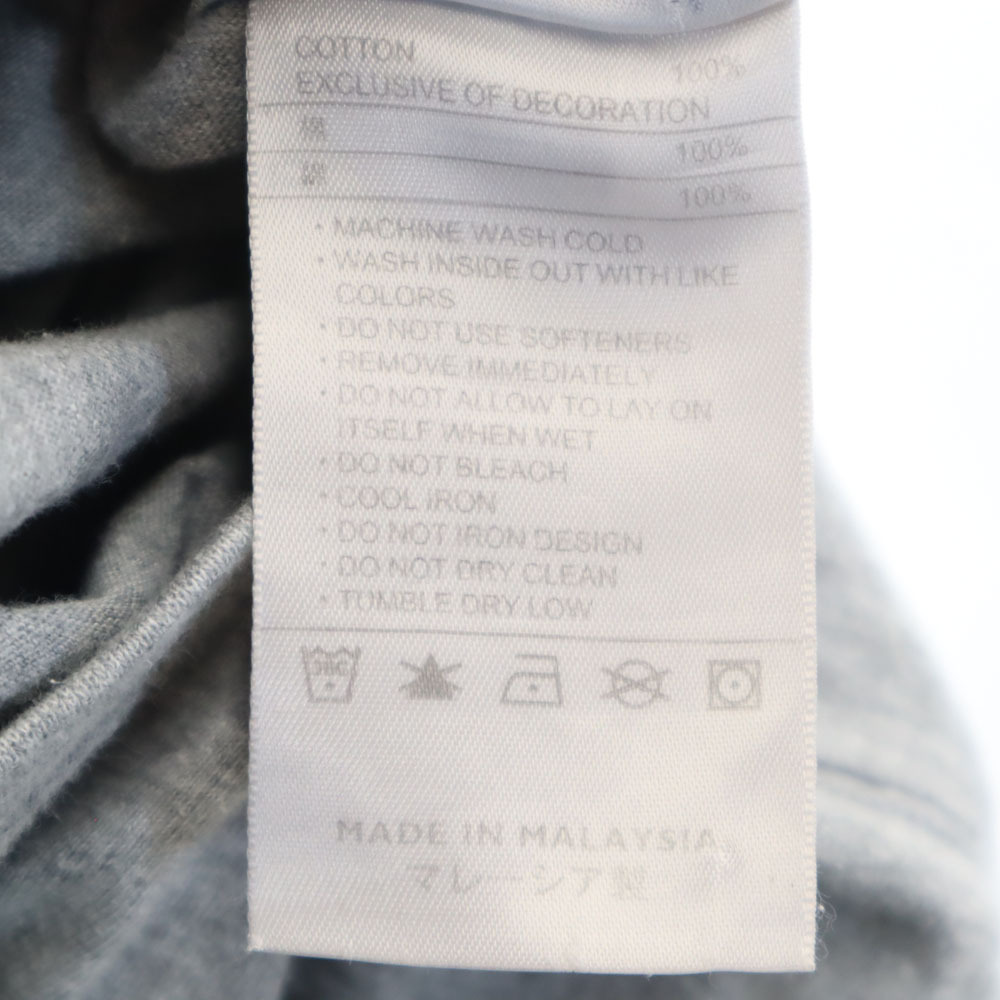 COTTON 100%
EXCLUSIVE OF DECORATION
棉 100%
綿 100%
• MACHINE WASH COLD
• WASH INSIDE OUT WITH LIKE
COLORS
• DO NOT USE SOFTENERS
• REMOVE IMMEDIATELY
• DO NOT ALLOW TO LAY ON
ITSELF WHEN WET
• DO NOT BLEACH
• COOL IRON
• DO NOT IRON DESIGN
• DO NOT DRY CLEAN
• TUMBLE DRY LOW
30C
MADE IN MALAYSIA
マレーシア製